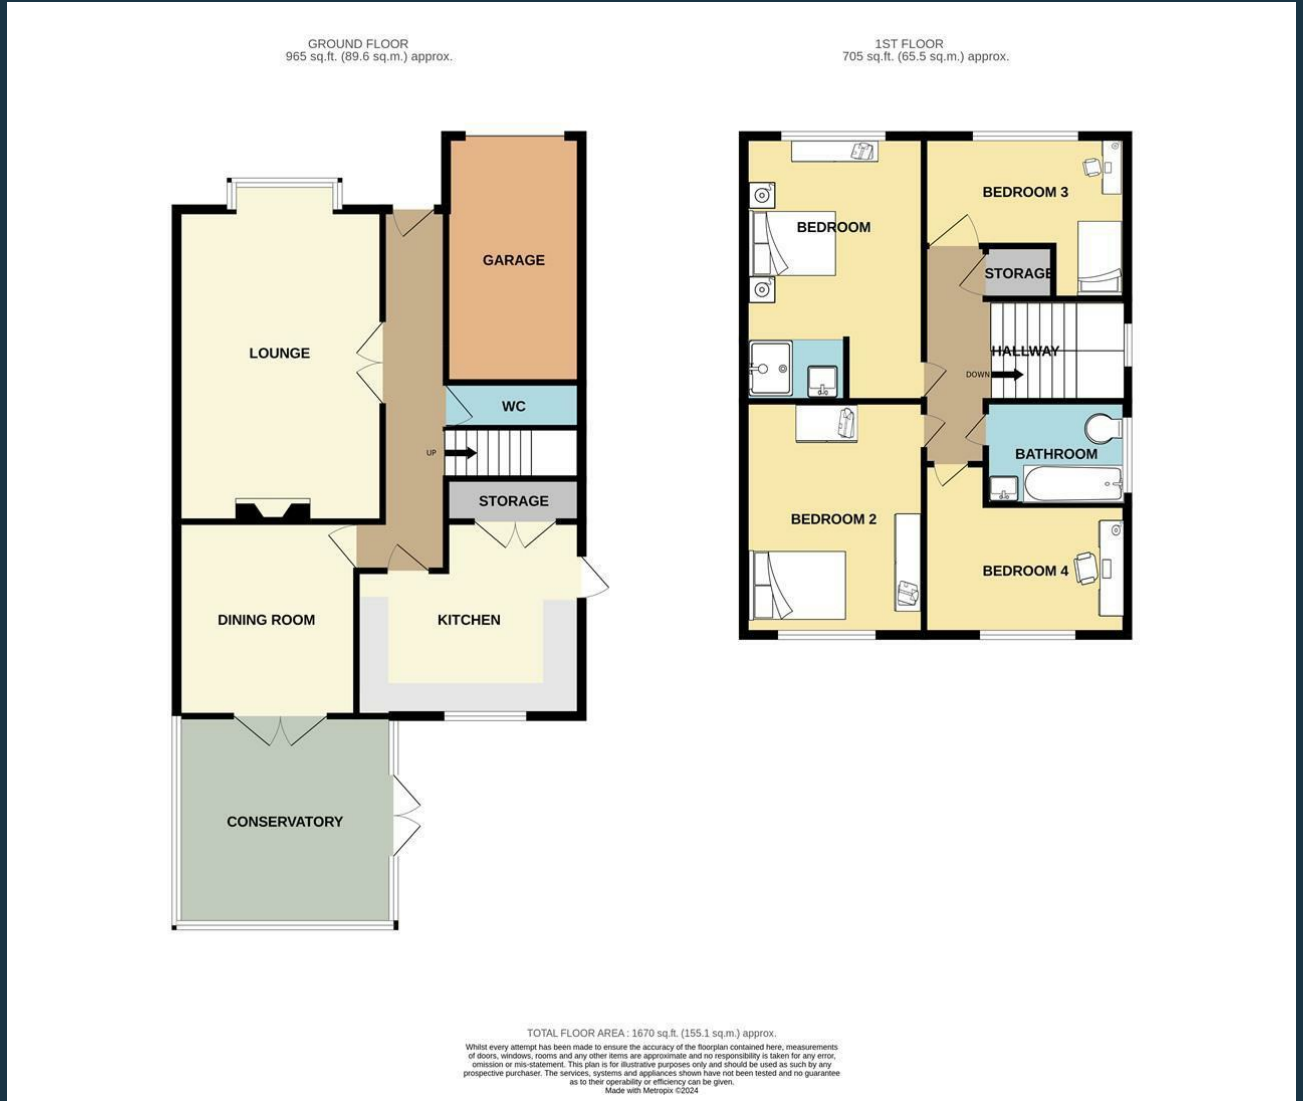 GROUND FLOOR
965 sq.ft. (89.6 sq.m.) approx.
1ST FLOOR
705 sq.ft. (65.5 sq.m.) approx.
GARAGE
LOUNGE
WC
UP
STORAGE
DINING ROOM
KITCHEN
CONSERVATORY
BEDROOM
BEDROOM 3
STORAGE
HALLWAY
DOWN
BATHROOM
BEDROOM 2
BEDROOM 4
TOTAL FLOOR AREA : 1670 sq.ft. (155.1 sq.m.) approx.
Whilst every attempt has been made to ensure the accuracy of the floorplan contained here, measurements
of doors, windows, rooms and any other items are approximate and no responsibility is taken for any error,
omission or mis-statement. This plan is for illustrative purposes only and should be used as such by any
prospective purchaser. The services, systems and appliances shown have not been tested and no guarantee
as to their operability or efficiency can be given.
Made with Metropix ©2024